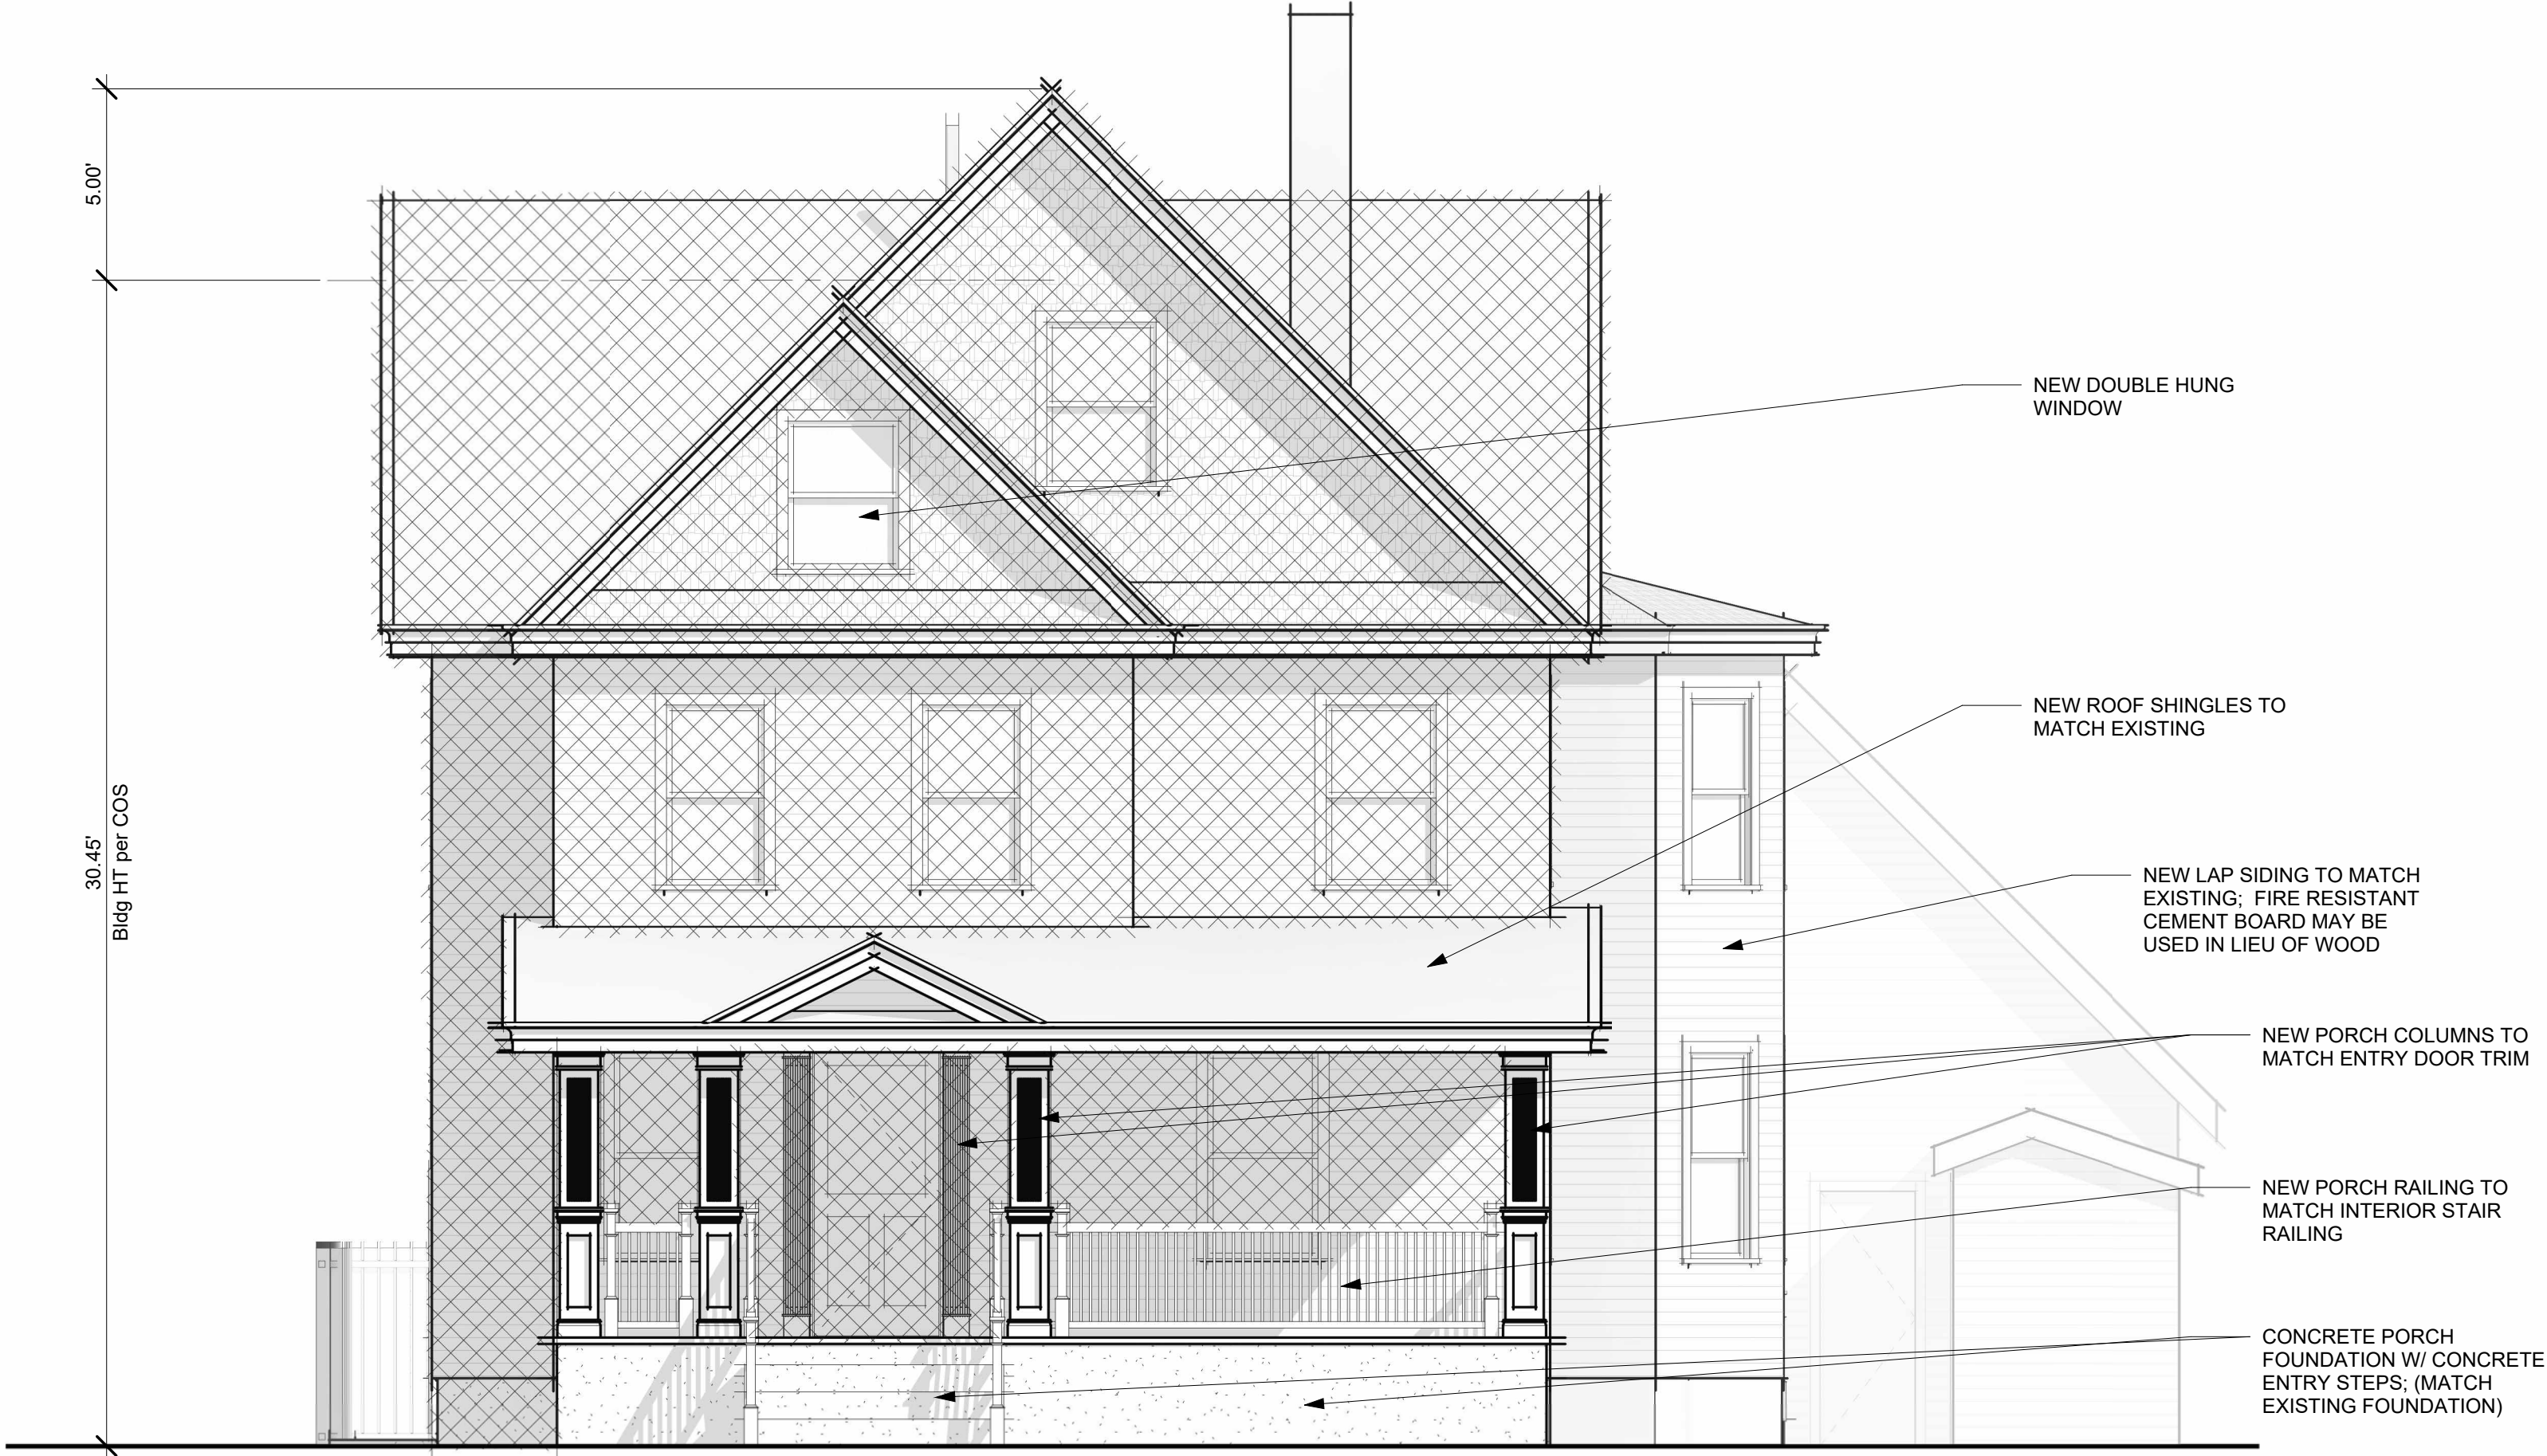 5.00'
30.45'
Bldg HT per COS
NEW DOUBLE HUNG
WINDOW
NEW ROOF SHINGLES TO
MATCH EXISTING
NEW LAP SIDING TO MATCH
EXISTING;  FIRE RESISTANT
CEMENT BOARD MAY BE
USED IN LIEU OF WOOD
NEW PORCH COLUMNS TO
MATCH ENTRY DOOR TRIM
NEW PORCH RAILING TO
MATCH INTERIOR STAIR
RAILING
CONCRETE PORCH
FOUNDATION W/ CONCRETE
ENTRY STEPS; (MATCH
EXISTING FOUNDATION)